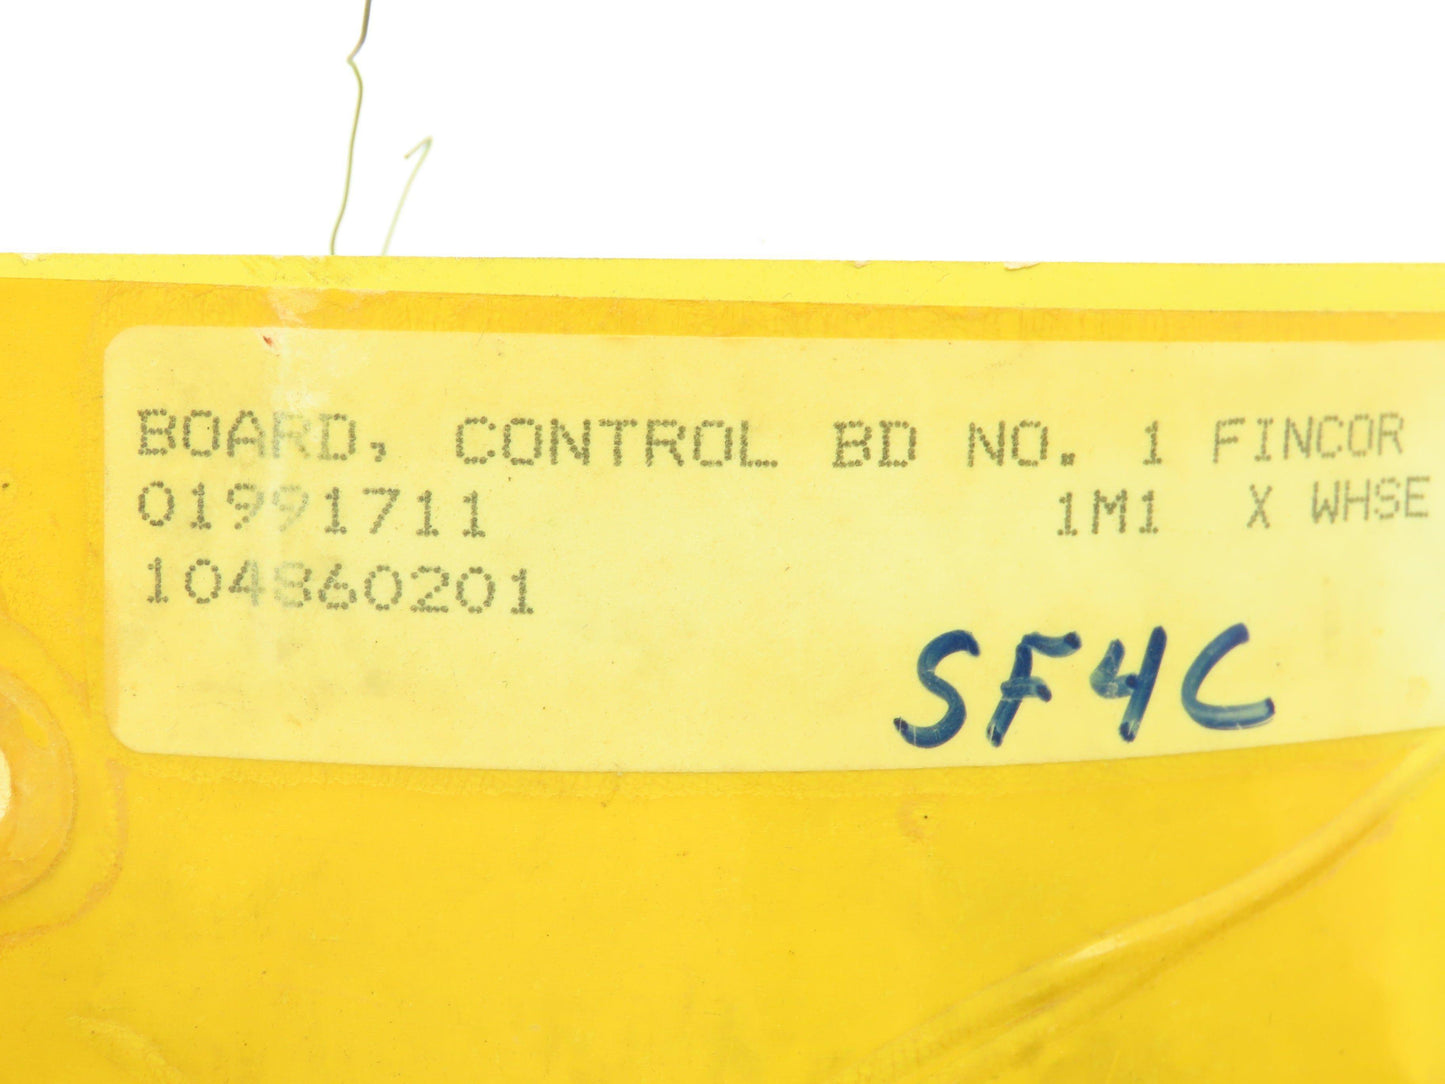 BOARD, CONTROL BD NO. 1 FINCOR
01991711 1M1 X WHSE
104860201
SF4C